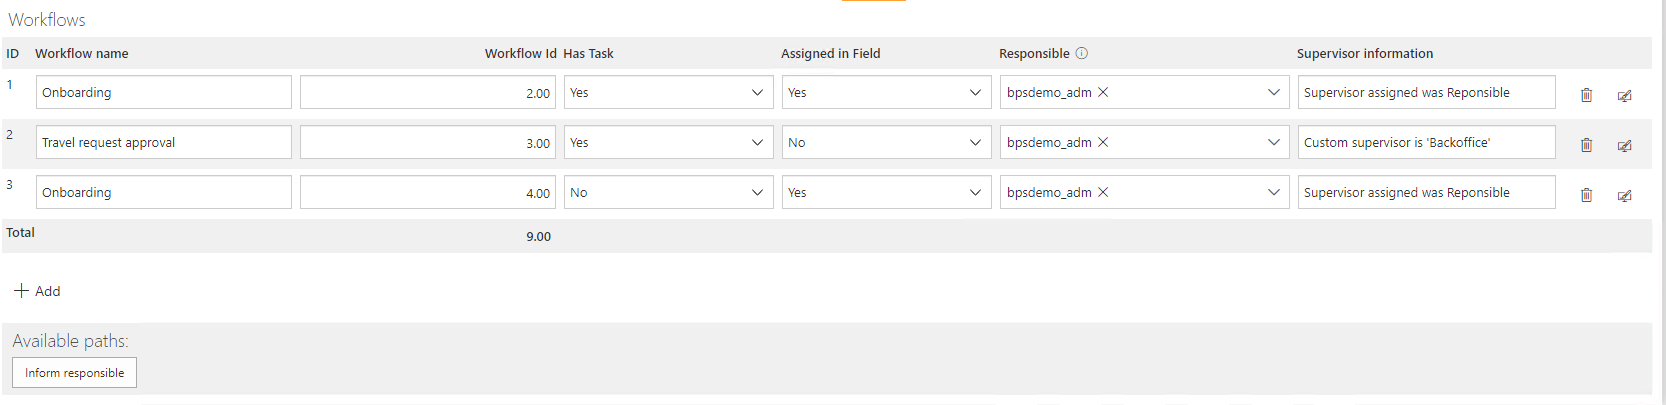 Workflows
ID Workflow name Workflow Id Has Task Assigned in Field Responsible Supervisor information
1 Onboarding 2.00 Yes Yes bpsdemo_adm Supervisor assigned was Reponsible
2 Travel request approval 3.00 Yes No bpsdemo_adm Custom supervisor is 'Backoffice'
3 Onboarding 4.00 No Yes bpsdemo_adm Supervisor assigned was Reponsible
Total 9.00
Add
Available paths:
Inform responsible